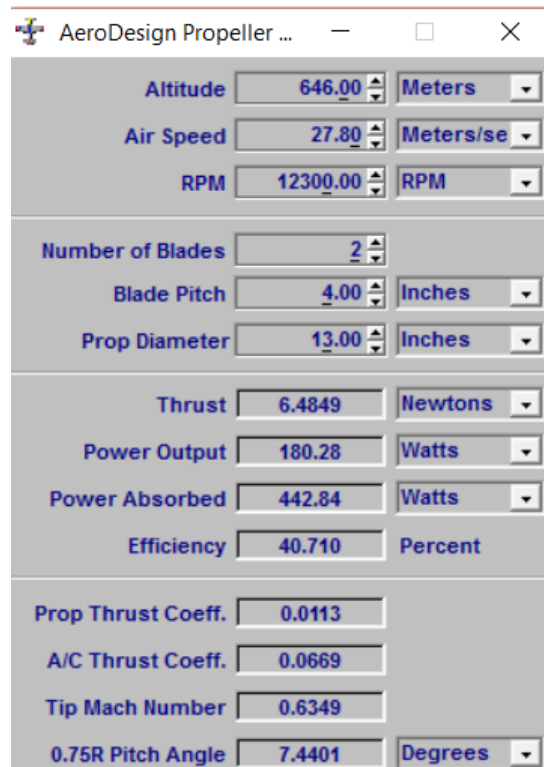 AeroDesign Propeller ...
Altitude 646.00 Meters
Air Speed 27.80 Meters/se
RPM 12300.00 RPM
Number of Blades 2
Blade Pitch 4.00 Inches
Prop Diameter 13.00 Inches
Thrust 6.4849 Newtons
Power Output 180.28 Watts
Power Absorbed 442.84 Watts
Efficiency 40.710 Percent
Prop Thrust Coeff. 0.0113
A/C Thrust Coeff. 0.0669
Tip Mach Number 0.6349
0.75R Pitch Angle 7.4401 Degrees